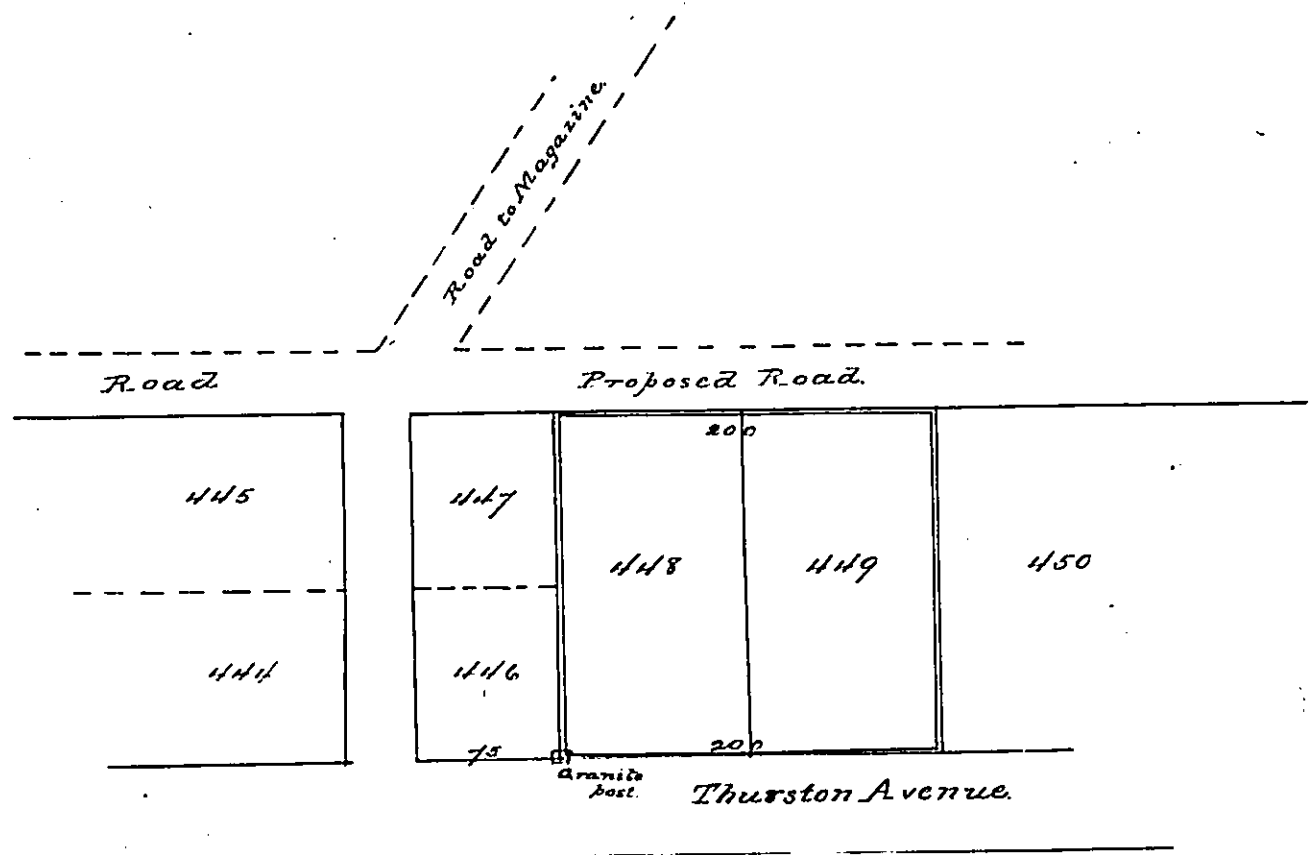 Road to Magazine.
Road
Proposed Road.
200
445
447
448
449
450
444
446
75
200
Granite
post.
Thurston Avenue.